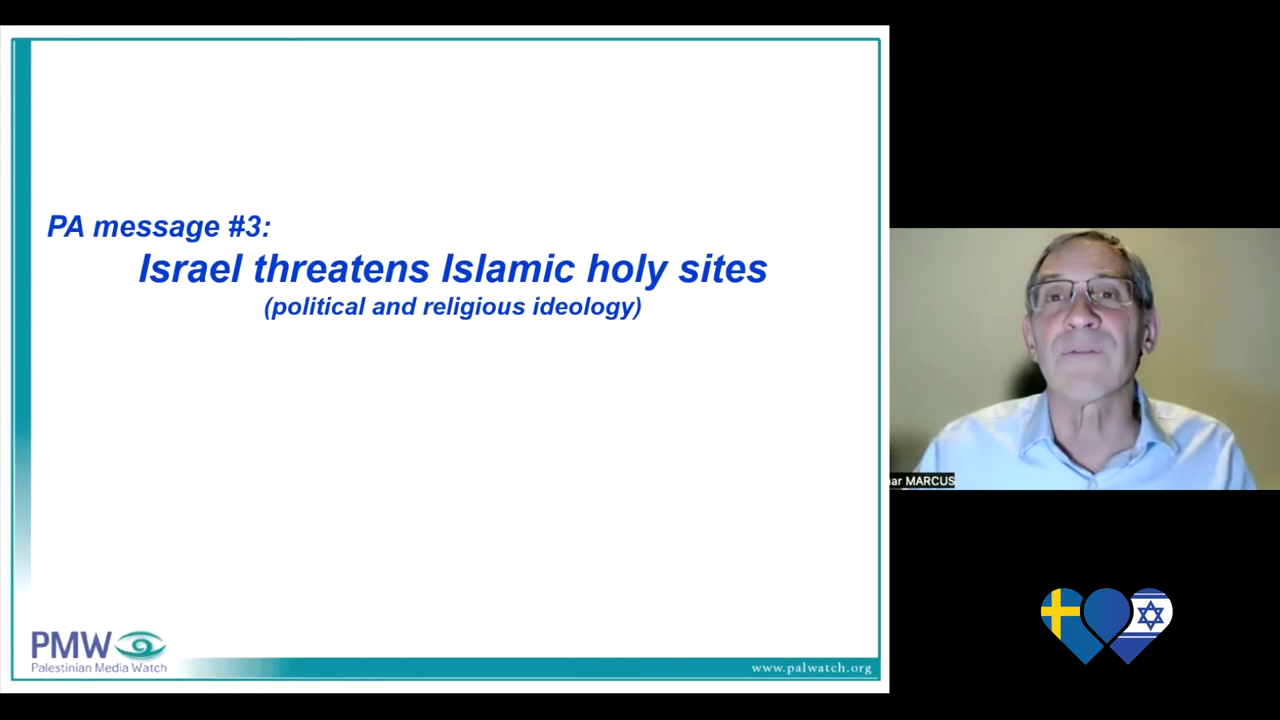 PA message #3:
Israel threatens Islamic holy sites
(political and religious ideology)
PMW
Palestinian Media Watch
www.palwatch.org
ar MARCUS